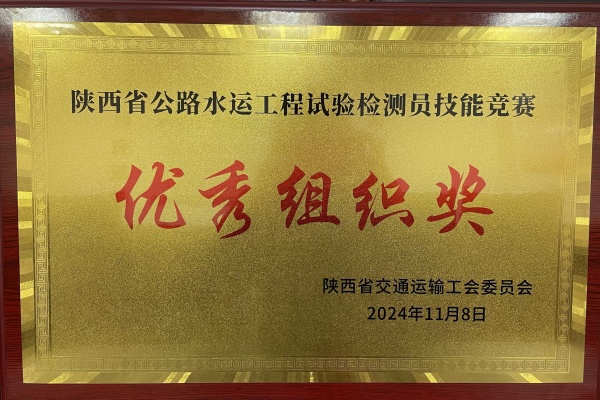 陕西省公路水运工程试验检测员技能竞赛
优秀组织奖
陕西省交通运输工会委员会
2024年11月8日